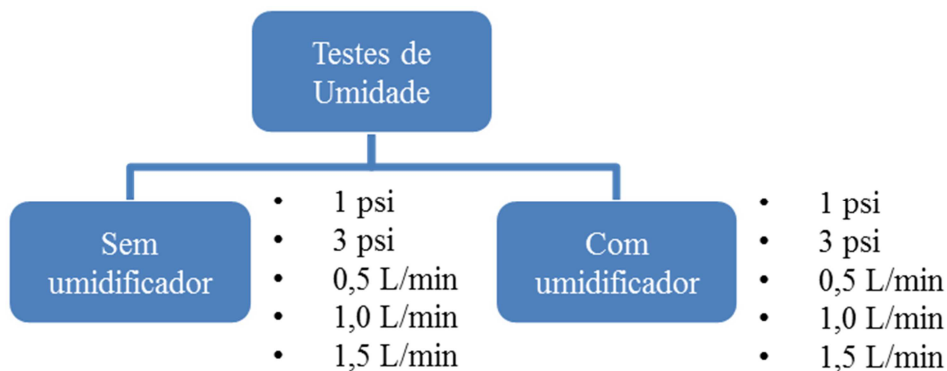 Testes de
Umidade
Sem
umidificador
• 1 psi
• 3 psi
• 0,5 L/min
• 1,0 L/min
• 1,5 L/min
Com
umidificador
• 1 psi
• 3 psi
• 0,5 L/min
• 1,0 L/min
• 1,5 L/min